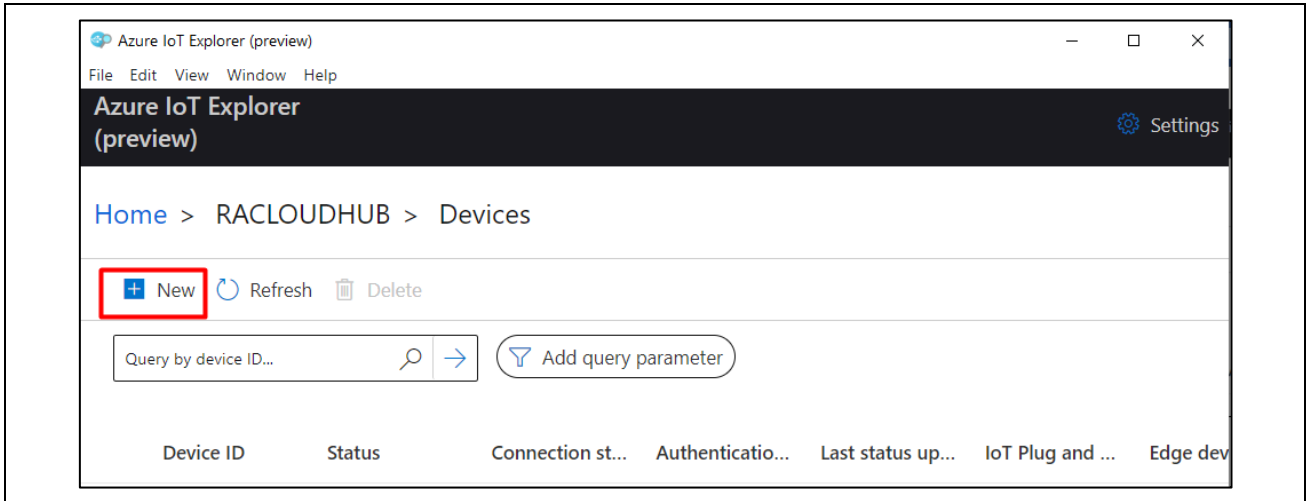 Azure IoT Explorer (preview)
File Edit View Window Help
Azure IoT Explorer
(preview)
Settings
Home > RACLOUDHUB > Devices
New Refresh Delete
Query by device ID... Add query parameter
Device ID Status Connection st... Authenticatio... Last status up... IoT Plug and ... Edge dev